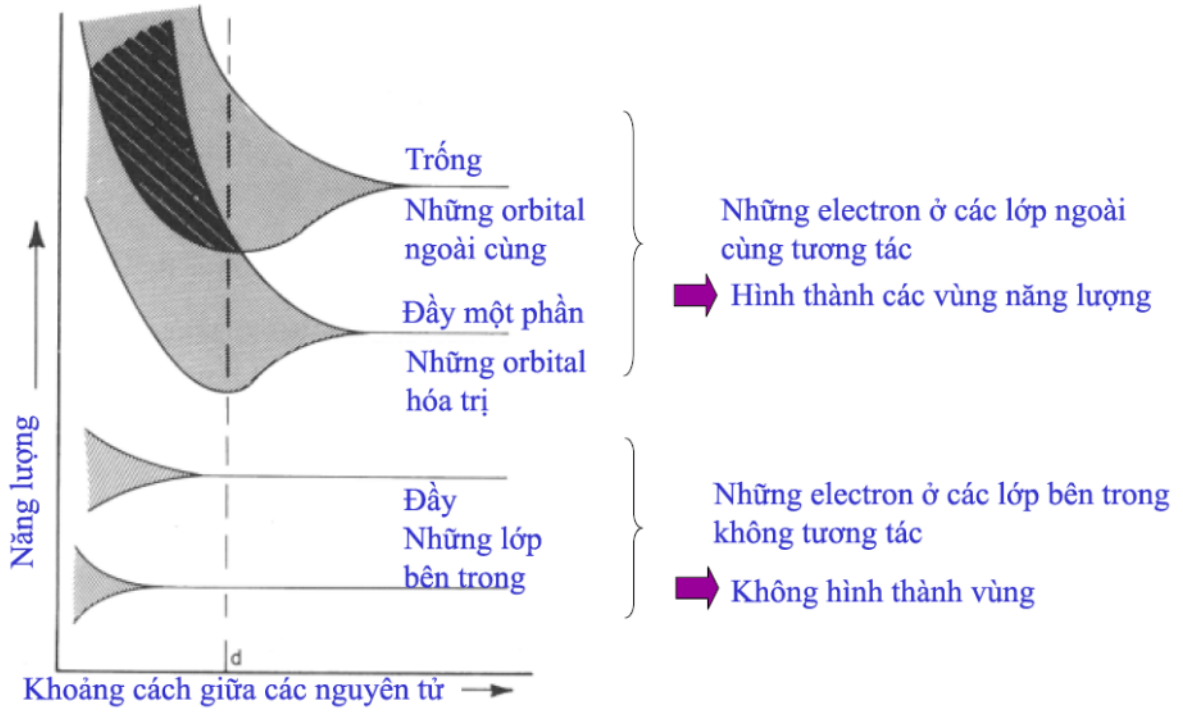 Trống
Những orbital
ngoài cùng
Đầy một phần
Những orbital
hóa trị
Đầy
Những lớp
bên trong
Những electron ở các lớp ngoài
cùng tương tác
Hình thành các vùng năng lượng
Những electron ở các lớp bên trong
không tương tác
Không hình thành vùng
Năng lượng
d
Khoảng cách giữa các nguyên tử